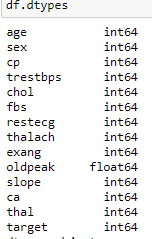 df.dtypes
age int64
sex int64
cp int64
trestbps int64
chol int64
fbs int64
restecg int64
thalach int64
exang int64
oldpeak float64
slope int64
ca int64
thal int64
target int64